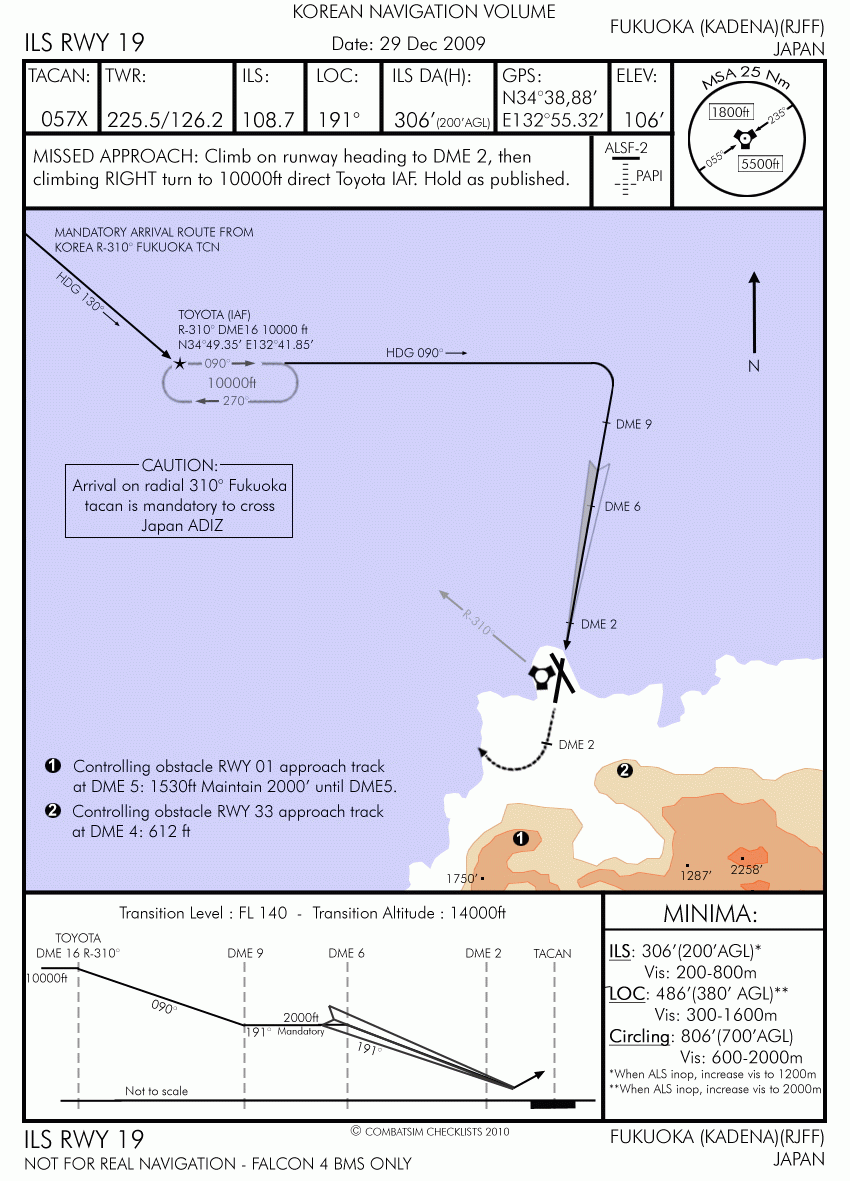 KOREAN NAVIGATION VOLUME
ILS RWY 19
Date: 29 Dec 2009
FUKUOKA (KADENA)(RJFF)
JAPAN
TACAN:
057X
TWR:
225.5/126.2
ILS:
108.7
LOC:
191°
ILS DA(H):
306'(200'AGL)
GPS:
N34°38,88'
E132°55.32'
ELEV:
106'
MSA 25 Nm
1800ft
235°
055°
5500ft
MISSED APPROACH: Climb on runway heading to DME 2, then
climbing RIGHT turn to 10000ft direct Toyota IAF. Hold as published.
ALSF-2
PAPI
MANDATORY ARRIVAL ROUTE FROM
KOREA R-310° FUKUOKA TCN
HDG 130°
TOYOTA (IAF)
R-310° DME16 10000 ft
N34°49.35' E132°41.85'
090°
10000ft
270°
HDG 090°
N
DME 9
CAUTION:
Arrival on radial 310° Fukuoka
tacan is mandatory to cross
Japan ADIZ
DME 6
R-310°
DME 2
DME 2
1 Controlling obstacle RWY 01 approach track
at DME 5: 1530ft Maintain 2000' until DME5.
2 Controlling obstacle RWY 33 approach track
at DME 4: 612 ft
2
1
1750'
1287'
2258'
Transition Level : FL 140 - Transition Altitude : 14000ft
TOYOTA
DME 16 R-310°
DME 9
DME 6
DME 2
TACAN
10000ft
090°
2000ft
Mandatory
191°
191°
Not to scale
MINIMA:
ILS: 306'(200'AGL)*
Vis: 200-800m
LOC: 486'(380' AGL)**
Vis: 300-1600m
Circling: 806'(700'AGL)
Vis: 600-2000m
*When ALS inop, increase vis to 1200m
**When ALS inop, increase vis to 2000m
ILS RWY 19
© COMBATSIM CHECKLISTS 2010
FUKUOKA (KADENA)(RJFF)
JAPAN
NOT FOR REAL NAVIGATION - FALCON 4 BMS ONLY